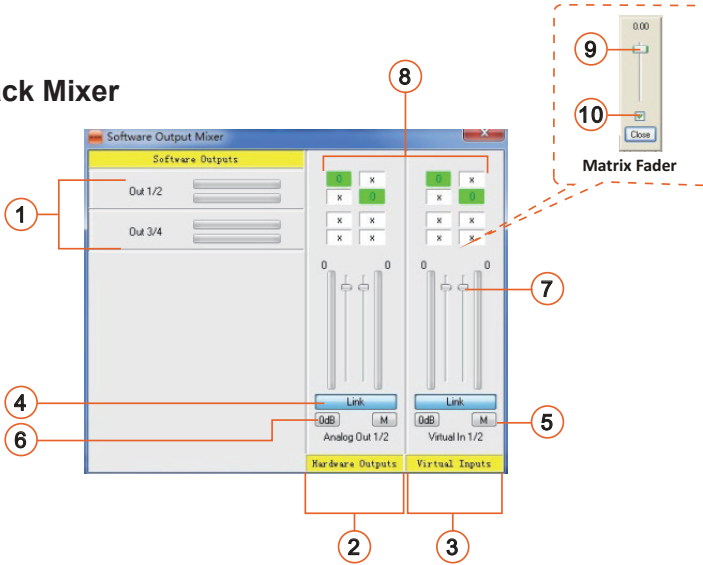 ack Mixer
8
0.00
9
10
Close
Matrix Fader
Software Output Mixer
Software Outputs
Out 1/2
Out 3/4
1
0 x 0 x
x 0 x 0
x x x x
x x x x
0 0 0 0
7
4
Link Link
6
0dB M 0dB M
5
Analog Out 1/2 Virtual In 1/2
Hardware Outputs Virtual Inputs
2 3